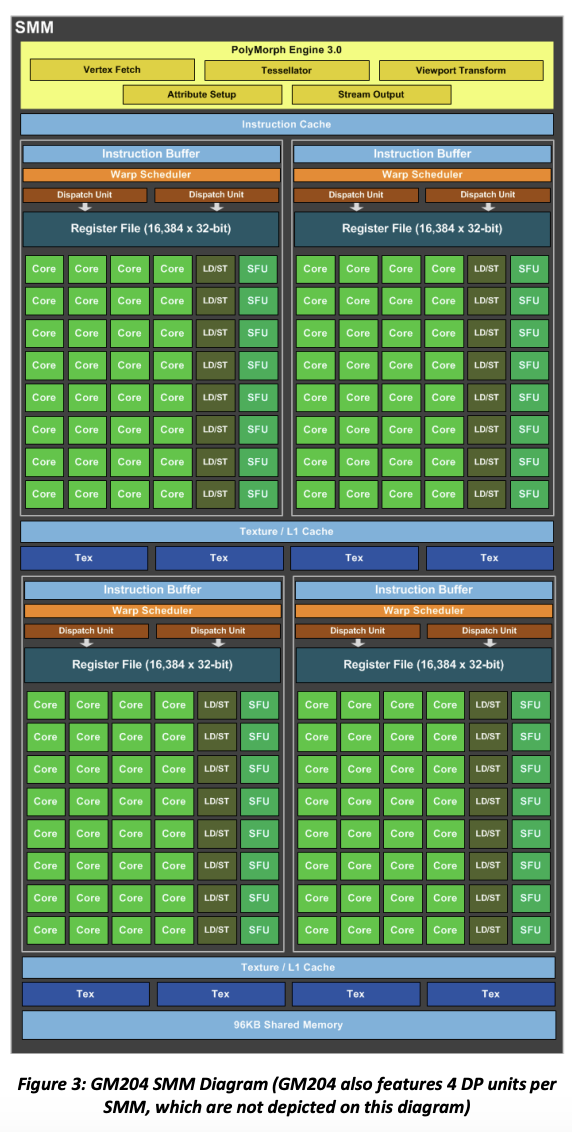 SMM
PolyMorph Engine 3.0
Vertex Fetch Tessellator Viewport Transform
Attribute Setup Stream Output
Instruction Cache
Instruction Buffer Instruction Buffer
Warp Scheduler Warp Scheduler
Dispatch Unit Dispatch Unit Dispatch Unit Dispatch Unit
Register File (16,384 x 32-bit) Register File (16,384 x 32-bit)
Core Core Core Core LD/ST SFU Core Core Core Core LD/ST SFU
Core Core Core Core LD/ST SFU Core Core Core Core LD/ST SFU
Core Core Core Core LD/ST SFU Core Core Core Core LD/ST SFU
Core Core Core Core LD/ST SFU Core Core Core Core LD/ST SFU
Core Core Core Core LD/ST SFU Core Core Core Core LD/ST SFU
Core Core Core Core LD/ST SFU Core Core Core Core LD/ST SFU
Core Core Core Core LD/ST SFU Core Core Core Core LD/ST SFU
Core Core Core Core LD/ST SFU Core Core Core Core LD/ST SFU
Texture / L1 Cache
Tex Tex Tex Tex
Instruction Buffer Instruction Buffer
Warp Scheduler Warp Scheduler
Dispatch Unit Dispatch Unit Dispatch Unit Dispatch Unit
Register File (16,384 x 32-bit) Register File (16,384 x 32-bit)
Core Core Core Core LD/ST SFU Core Core Core Core LD/ST SFU
Core Core Core Core LD/ST SFU Core Core Core Core LD/ST SFU
Core Core Core Core LD/ST SFU Core Core Core Core LD/ST SFU
Core Core Core Core LD/ST SFU Core Core Core Core LD/ST SFU
Core Core Core Core LD/ST SFU Core Core Core Core LD/ST SFU
Core Core Core Core LD/ST SFU Core Core Core Core LD/ST SFU
Core Core Core Core LD/ST SFU Core Core Core Core LD/ST SFU
Core Core Core Core LD/ST SFU Core Core Core Core LD/ST SFU
Texture / L1 Cache
Tex Tex Tex Tex
96KB Shared Memory
Figure 3: GM204 SMM Diagram (GM204 also features 4 DP units per
SMM, which are not depicted on this diagram)